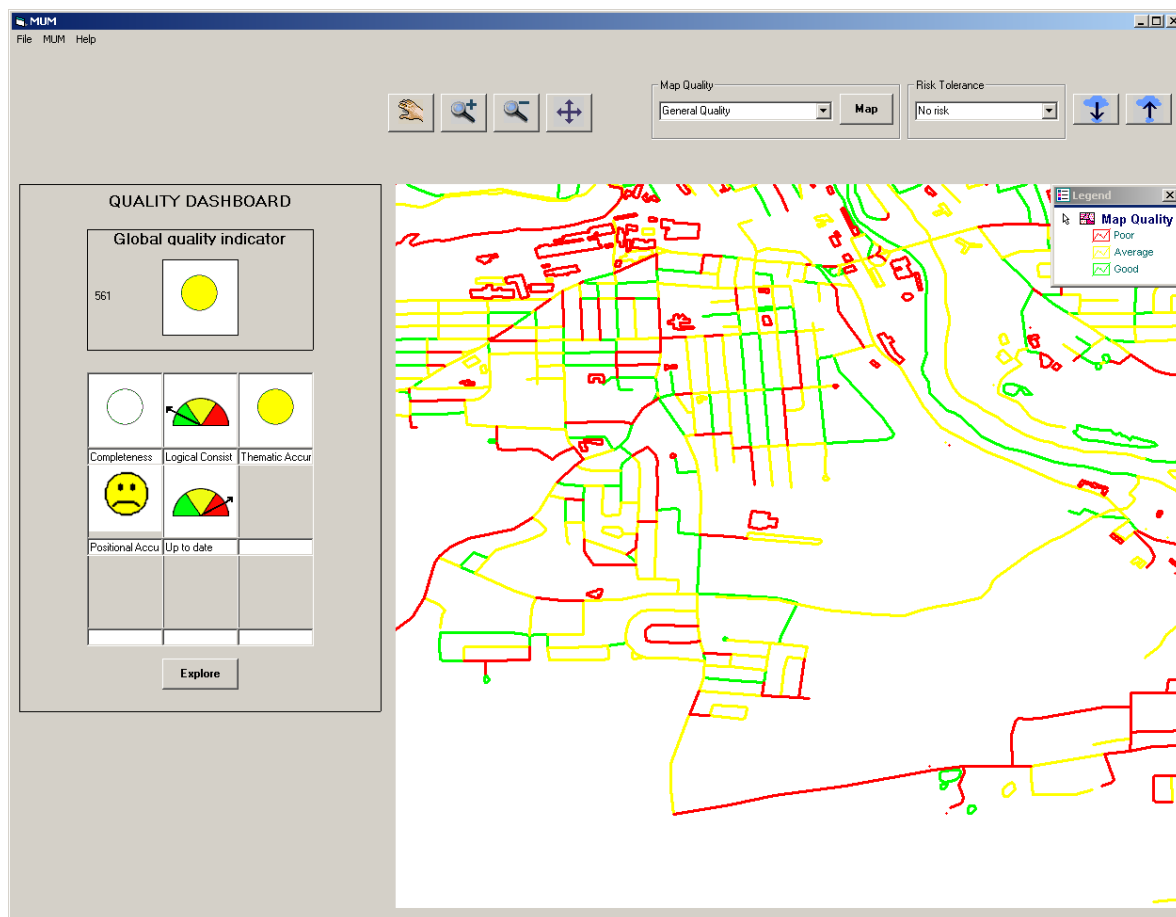 MUM
File MUM Help
Map Quality
General Quality
Map
Risk Tolerance
No risk
QUALITY DASHBOARD
Global quality indicator
561
Completeness Logical Consist Thematic Accur
Positional Accu Up to date
Explore
Legend
Map Quality
Poor
Average
Good